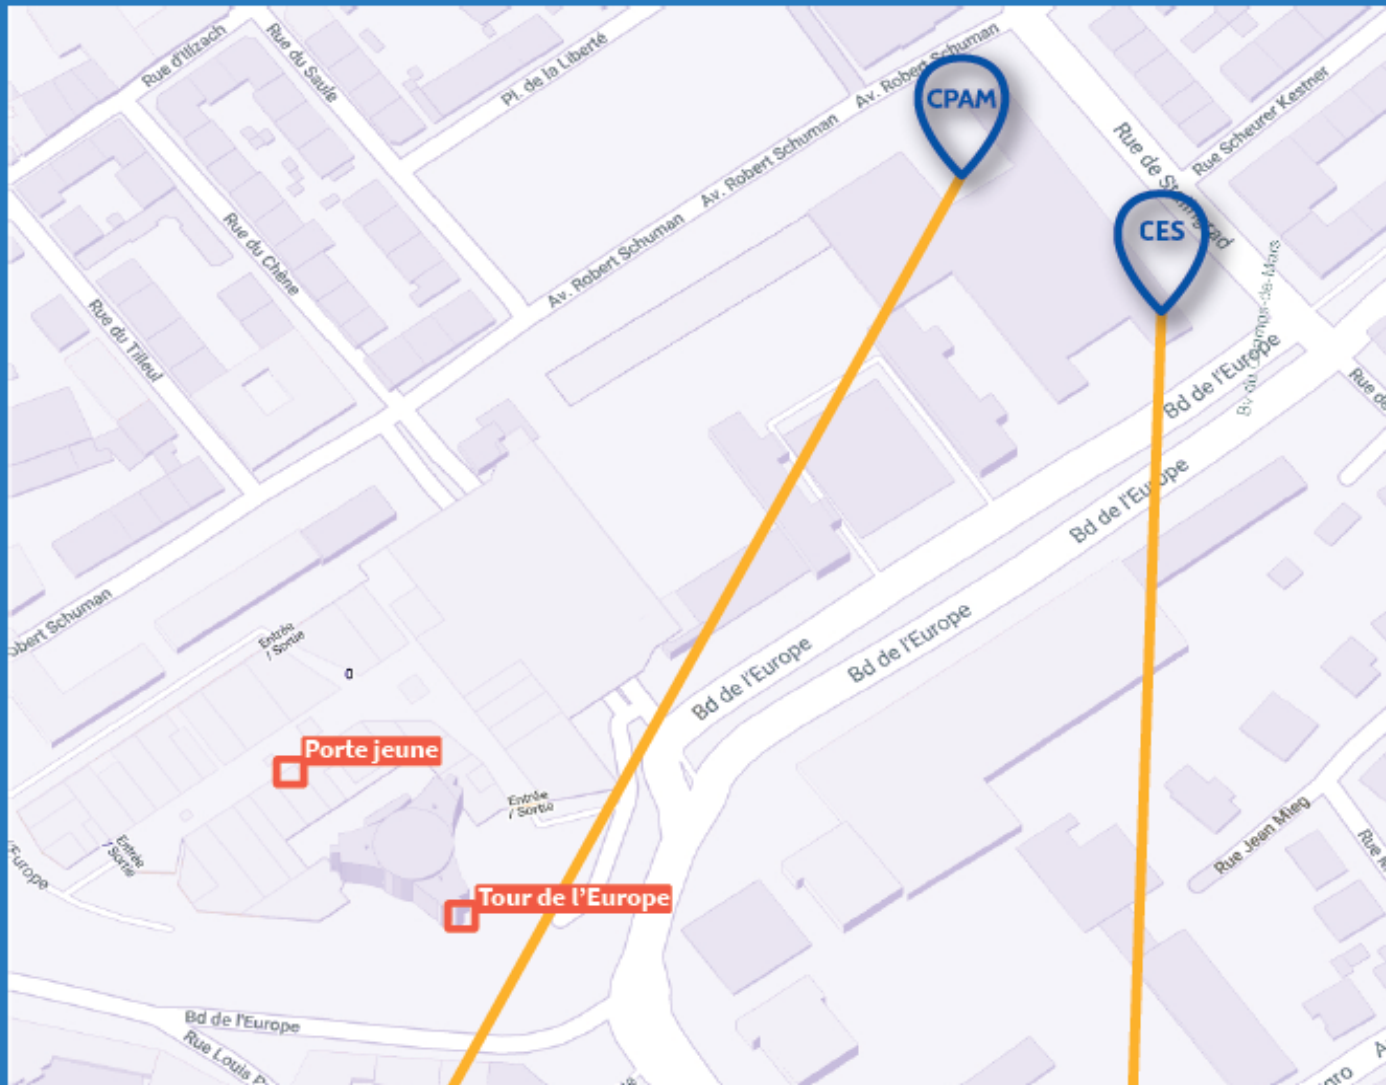 Rue d'Illzach
Rue du Saule
Pl. de la Liberté
Av. Robert Schuman
CPAM
Av. Robert Schuman
Av. Robert Schuman
Rue de Stalingrad
Rue Scheurer Kestner
CES
Rue du Chêne
Rue du Tilleul
Bd de l'Europe
Bd de l'Europe
Bd de l'Europe
Bd de l'Europe
obert Schuman
Entrée
/ Sortie
Porte jeune
Entrée
/ Sortie
Rue Jean Mieg
Entrée
/ Sortie
l'Europe
Tour de l'Europe
Bd de l'Europe
Rue Louis P